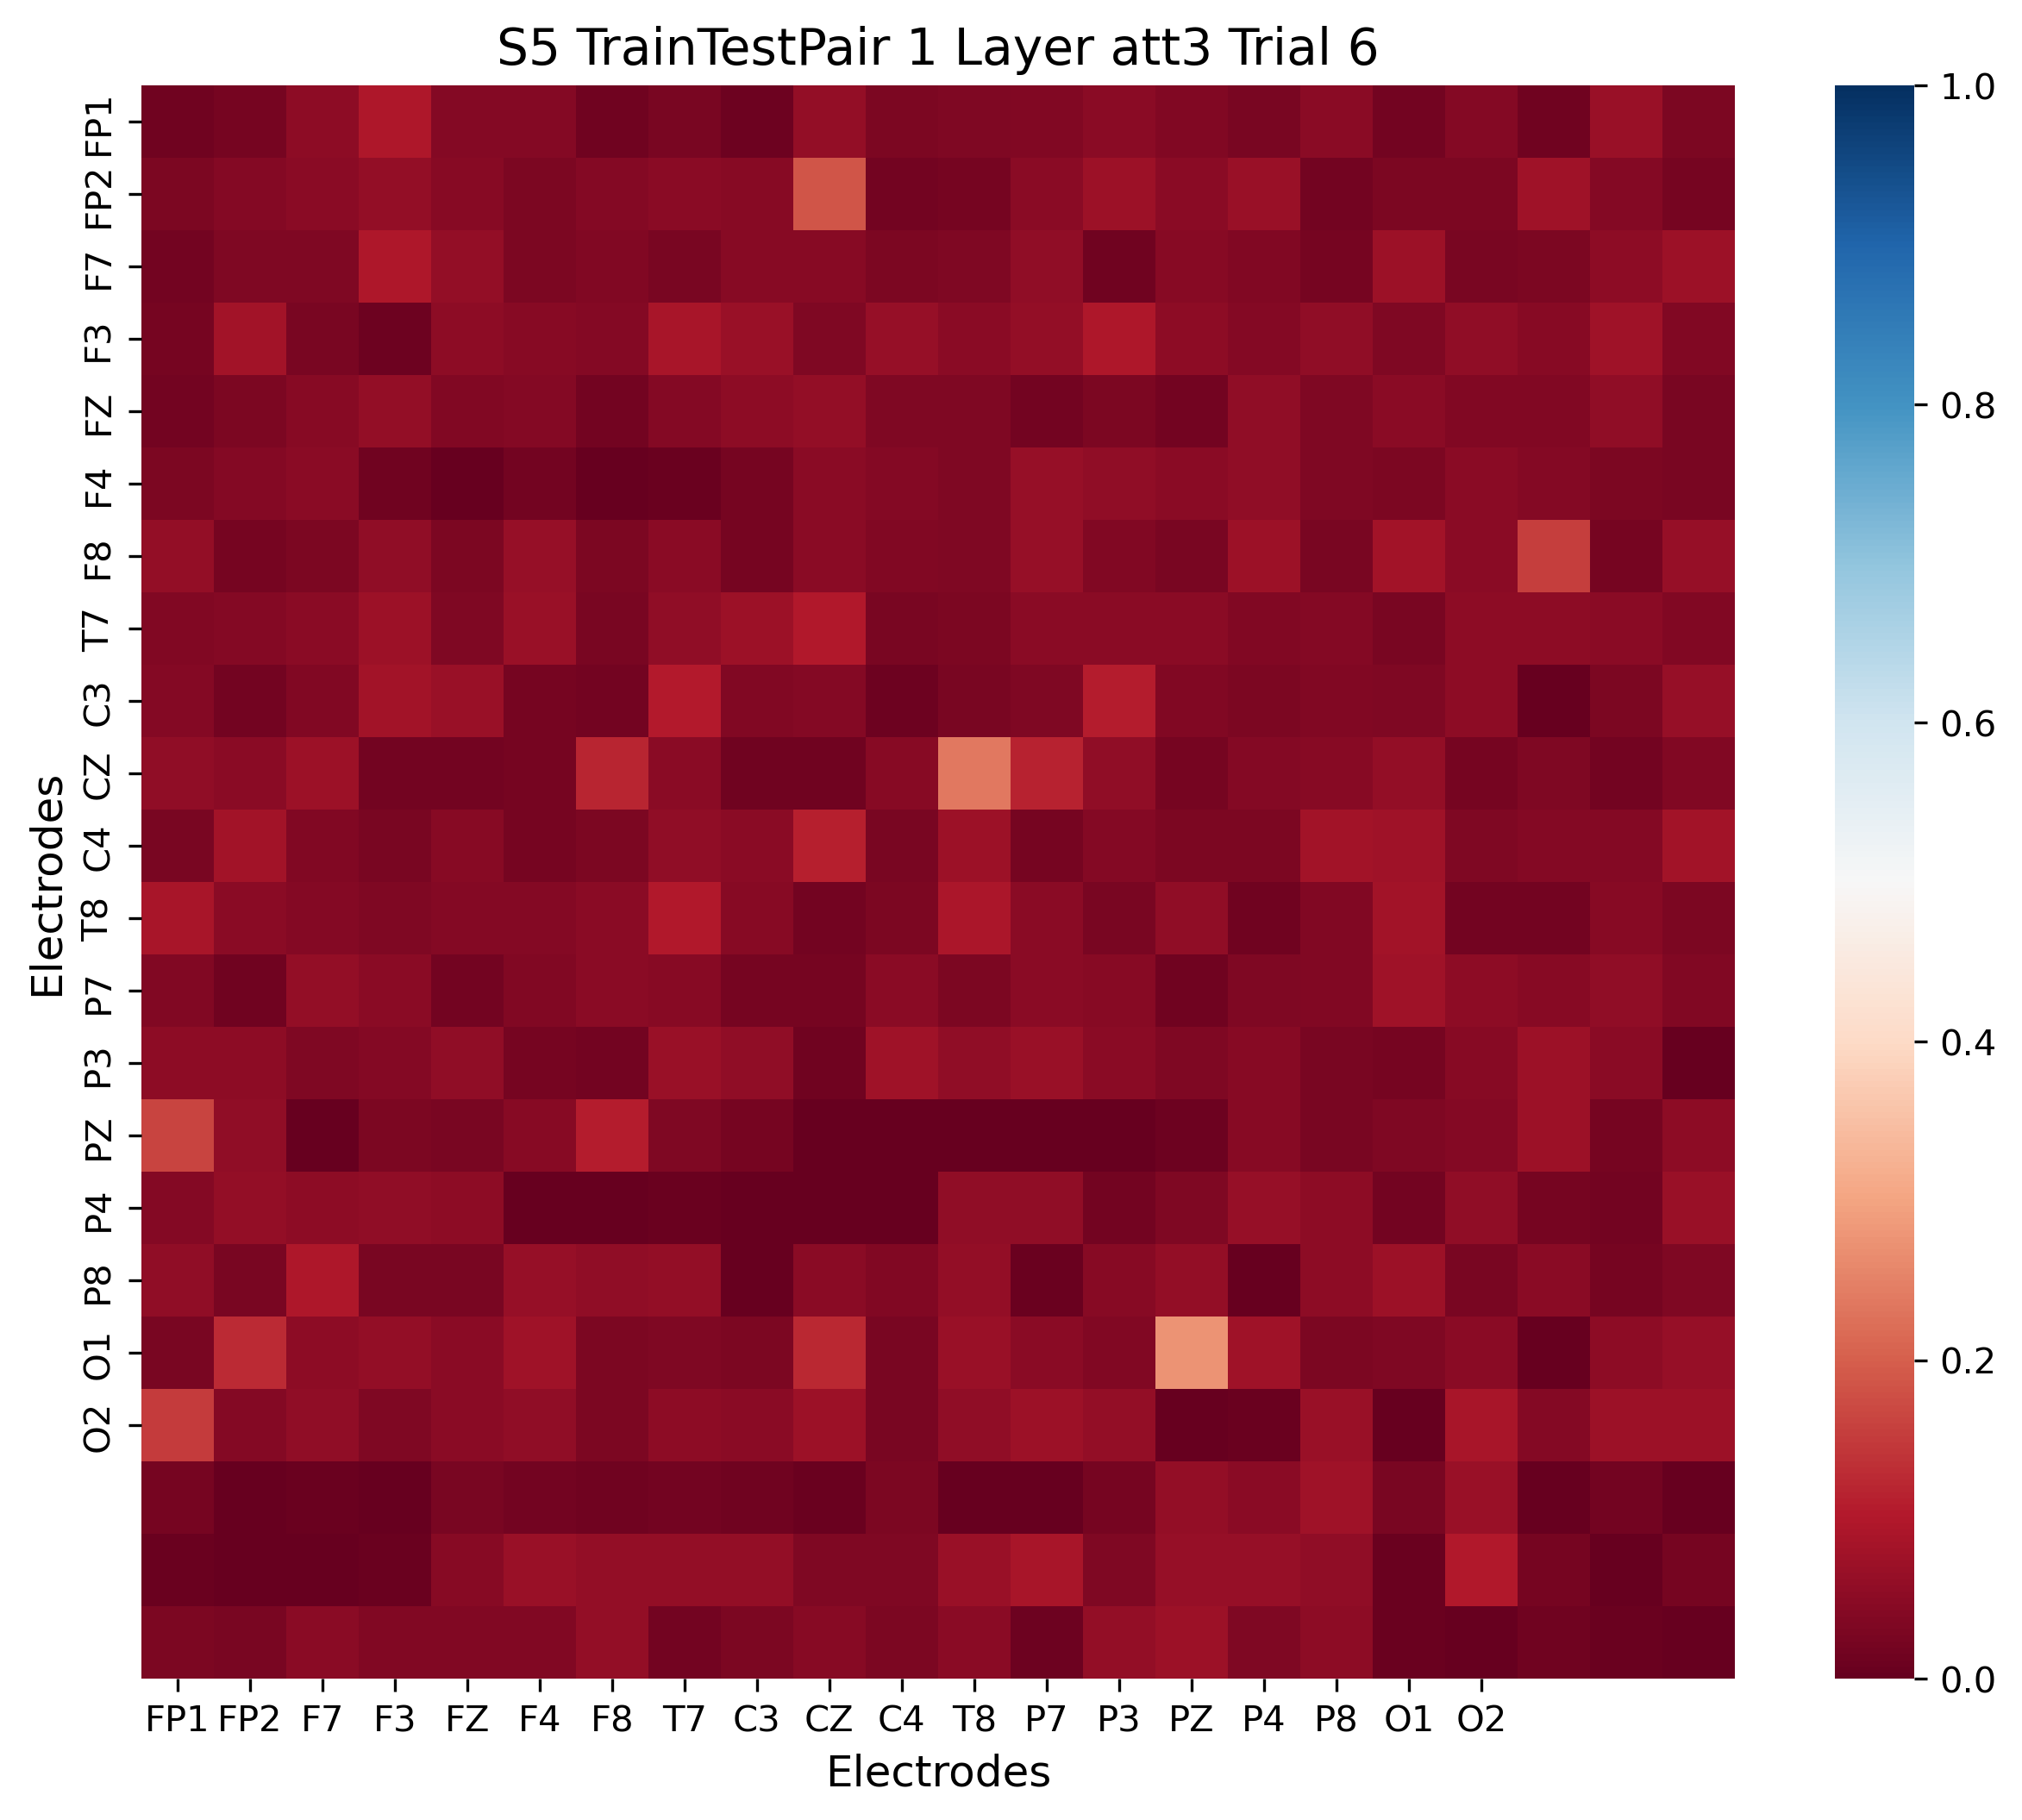 S5 TrainTestPair 1 Layer att3 Trial 6
Electrodes
FP1
FP2
F7
F3
FZ
F4
F8
T7
C3
CZ
C4
T8
P7
P3
PZ
P4
P8
O1
O2
FP1 FP2 F7 F3 FZ F4 F8 T7 C3 CZ C4 T8 P7 P3 PZ P4 P8 O1 O2
Electrodes
1.0
0.8
0.6
0.4
0.2
0.0